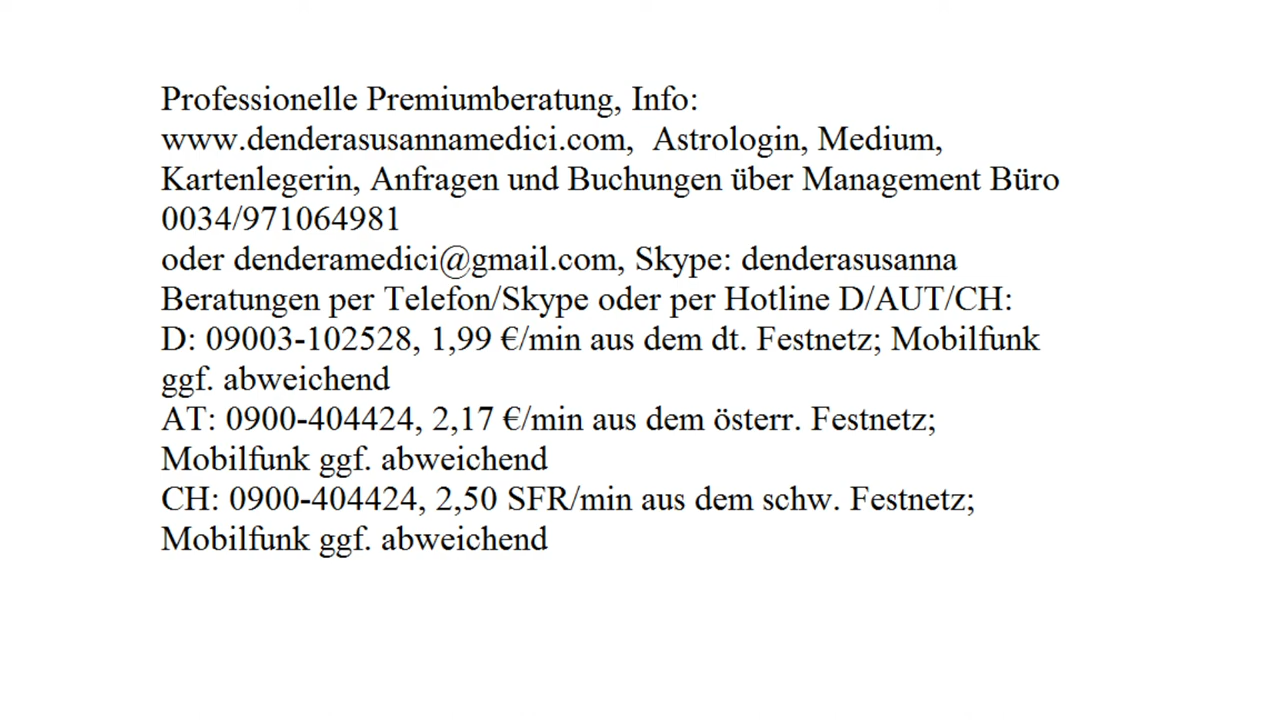 Professionelle Premiumberatung, Info:
www.denderasusannamedici.com,  Astrologin, Medium,
Kartenlegerin, Anfragen und Buchungen über Management Büro
0034/971064981
oder denderamedici@gmail.com, Skype: denderasusanna
Beratungen per Telefon/Skype oder per Hotline D/AUT/CH:
D: 09003-102528, 1,99 €/min aus dem dt. Festnetz; Mobilfunk
ggf. abweichend
AT: 0900-404424, 2,17 €/min aus dem österr. Festnetz;
Mobilfunk ggf. abweichend
CH: 0900-404424, 2,50 SFR/min aus dem schw. Festnetz;
Mobilfunk ggf. abweichend